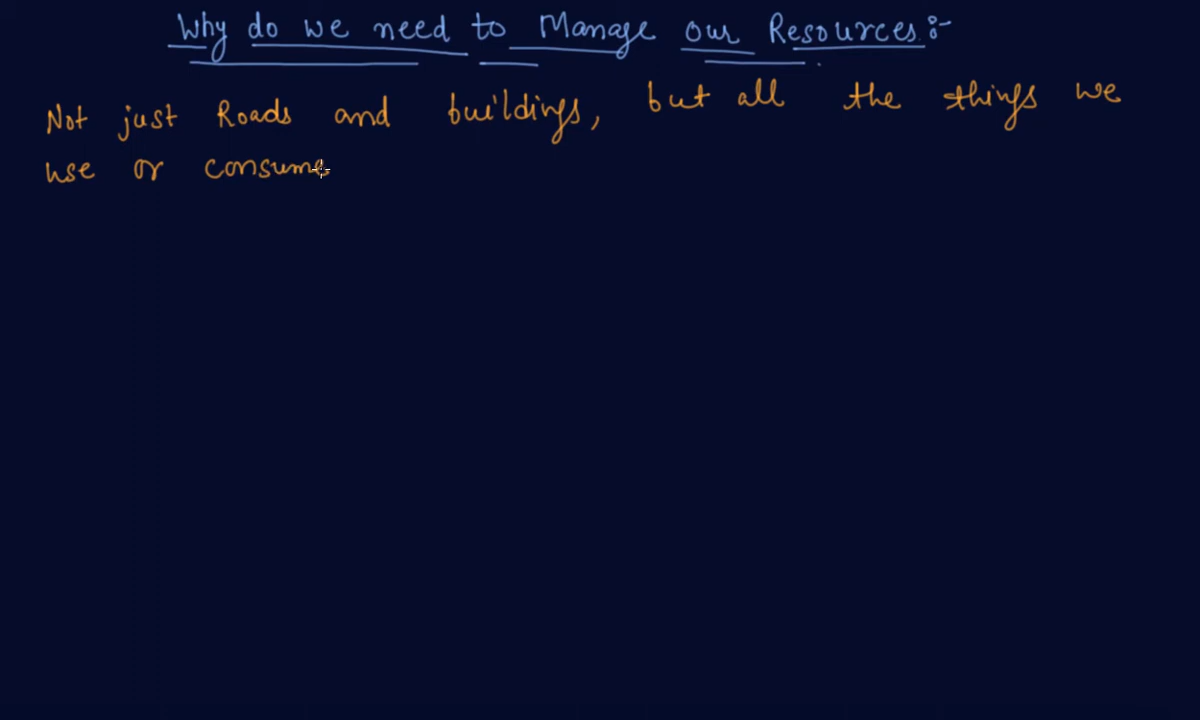 Why do we need to Manage our Resources :-
Not just Roads and buildings, but all the things we
use or consume